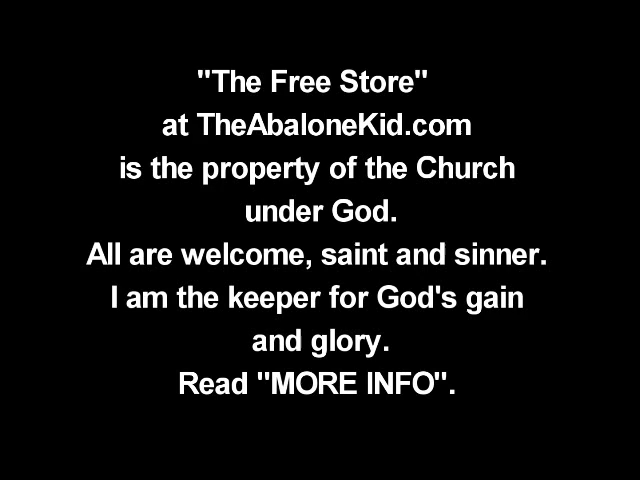 "The Free Store"
at TheAbaloneKid.com
is the property of the Church
under God.
All are welcome, saint and sinner.
I am the keeper for God's gain
and glory.
Read "MORE INFO".